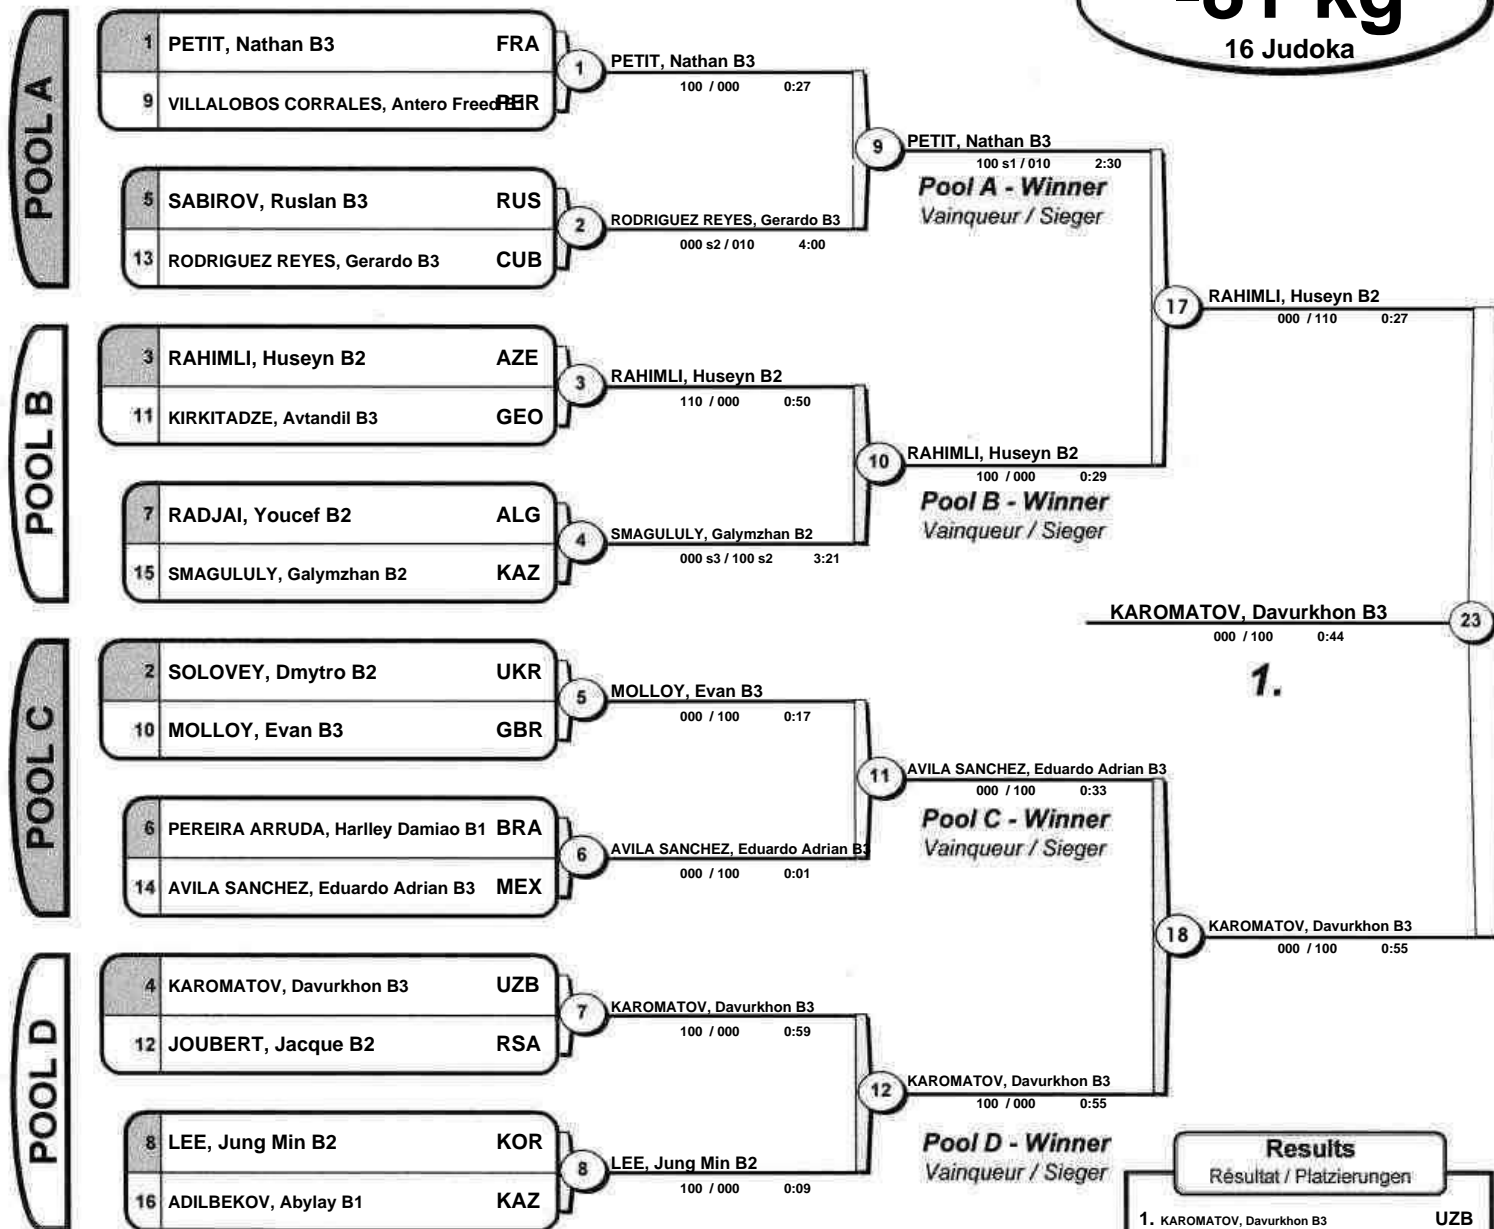 -81 kg
16 Judoka
POOL A
1 PETIT, Nathan B3 FRA
9 VILLALOBOS CORRALES, Antero Freed PER
5 SABIROV, Ruslan B3 RUS
13 RODRIGUEZ REYES, Gerardo B3 CUB
1 PETIT, Nathan B3
100 / 000 0:27
2 RODRIGUEZ REYES, Gerardo B3
000 s2 / 010 4:00
9 PETIT, Nathan B3
100 s1 / 010 2:30
Pool A - Winner
Vainqueur / Sieger
POOL B
3 RAHIMLI, Huseyn B2 AZE
11 KIRKITADZE, Avtandil B3 GEO
7 RADJAI, Youcef B2 ALG
15 SMAGULULY, Galymzhan B2 KAZ
3 RAHIMLI, Huseyn B2
110 / 000 0:50
4 SMAGULULY, Galymzhan B2
000 s3 / 100 s2 3:21
10 RAHIMLI, Huseyn B2
100 / 000 0:29
Pool B - Winner
Vainqueur / Sieger
17 RAHIMLI, Huseyn B2
000 / 110 0:27
KAROMATOV, Davurkhon B3 23
000 / 100 0:44
1.
POOL C
2 SOLOVEY, Dmytro B2 UKR
10 MOLLOY, Evan B3 GBR
6 PEREIRA ARRUDA, Harlley Damiao B1 BRA
14 AVILA SANCHEZ, Eduardo Adrian B3 MEX
5 MOLLOY, Evan B3
000 / 100 0:17
6 AVILA SANCHEZ, Eduardo Adrian B3
000 / 100 0:01
11 AVILA SANCHEZ, Eduardo Adrian B3
000 / 100 0:33
Pool C - Winner
Vainqueur / Sieger
18 KAROMATOV, Davurkhon B3
000 / 100 0:55
POOL D
4 KAROMATOV, Davurkhon B3 UZB
12 JOUBERT, Jacque B2 RSA
8 LEE, Jung Min B2 KOR
16 ADILBEKOV, Abylay B1 KAZ
7 KAROMATOV, Davurkhon B3
100 / 000 0:59
8 LEE, Jung Min B2
100 / 000 0:09
12 KAROMATOV, Davurkhon B3
100 / 000 0:55
Pool D - Winner
Vainqueur / Sieger
Results
Résultat / Platzierungen
1. KAROMATOV, Davurkhon B3 UZB